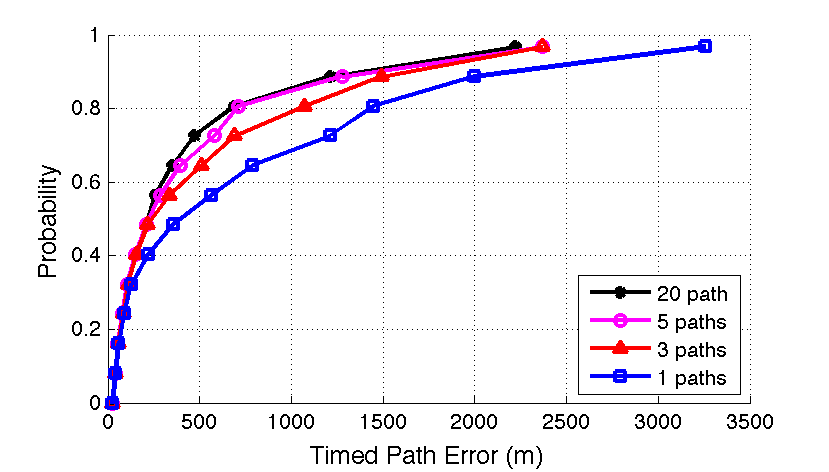 1
0.8
0.6
0.4
0.2
0
Probability
0 500 1000 1500 2000 2500 3000 3500
Timed Path Error (m)
20 path
5 paths
3 paths
1 paths